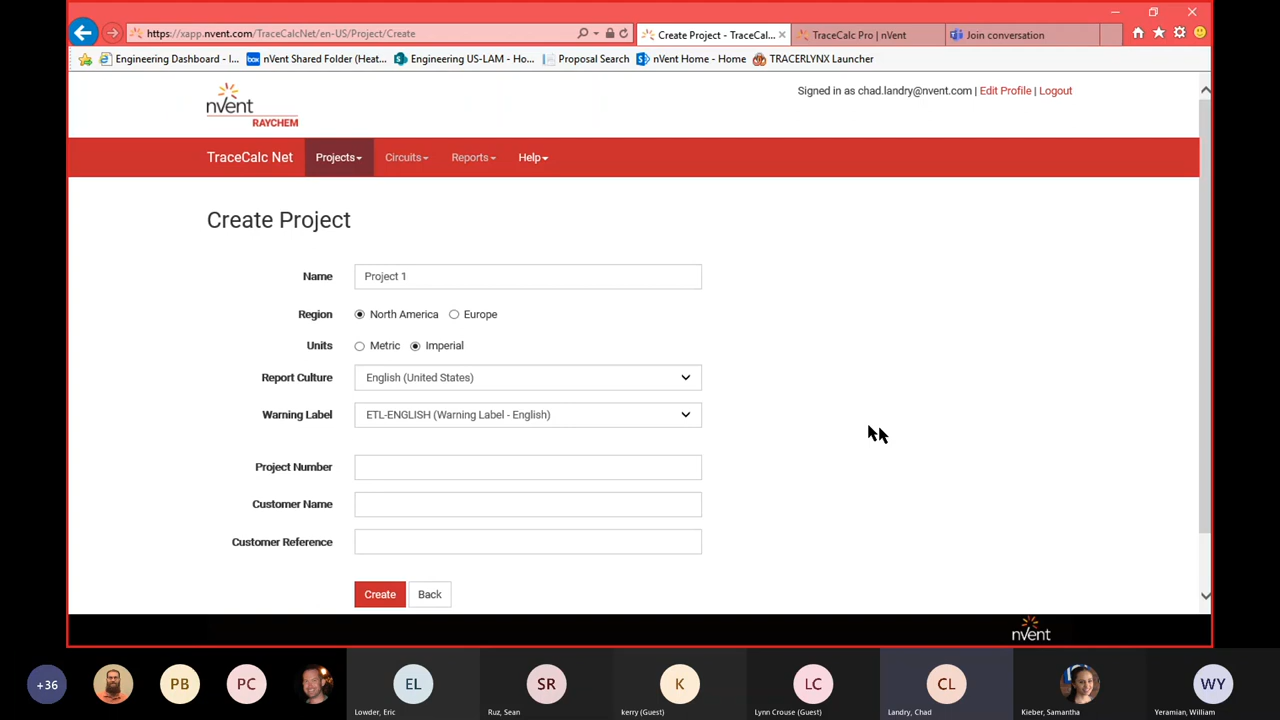 https://xapp.nvent.com/TraceCalcNet/en-US/Project/Create
Create Project - TraceCal...
TraceCalc Pro | nVent
Join conversation
Engineering Dashboard - I...
box
nVent Shared Folder (Heat...
Engineering US-LAM - Ho...
Proposal Search
nVent Home - Home
TRACERLYNX Launcher
nVent
RAYCHEM
Signed in as chad.landry@nvent.com | Edit Profile | Logout
TraceCalc Net
Projects
Circuits
Reports
Help
Create Project
Name
Project 1
Region
North America
Europe
Units
Metric
Imperial
Report Culture
English (United States)
Warning Label
ETL-ENGLISH (Warning Label - English)
Project Number
Customer Name
Customer Reference
Create
Back
nvent
+36
PB
PC
EL
Lowder, Eric
SR
Ruz, Sean
K
kerry (Guest)
LC
Lynn Crouse (Guest)
CL
Landry, Chad
Kieber, Samantha
WY
Yeramian, William